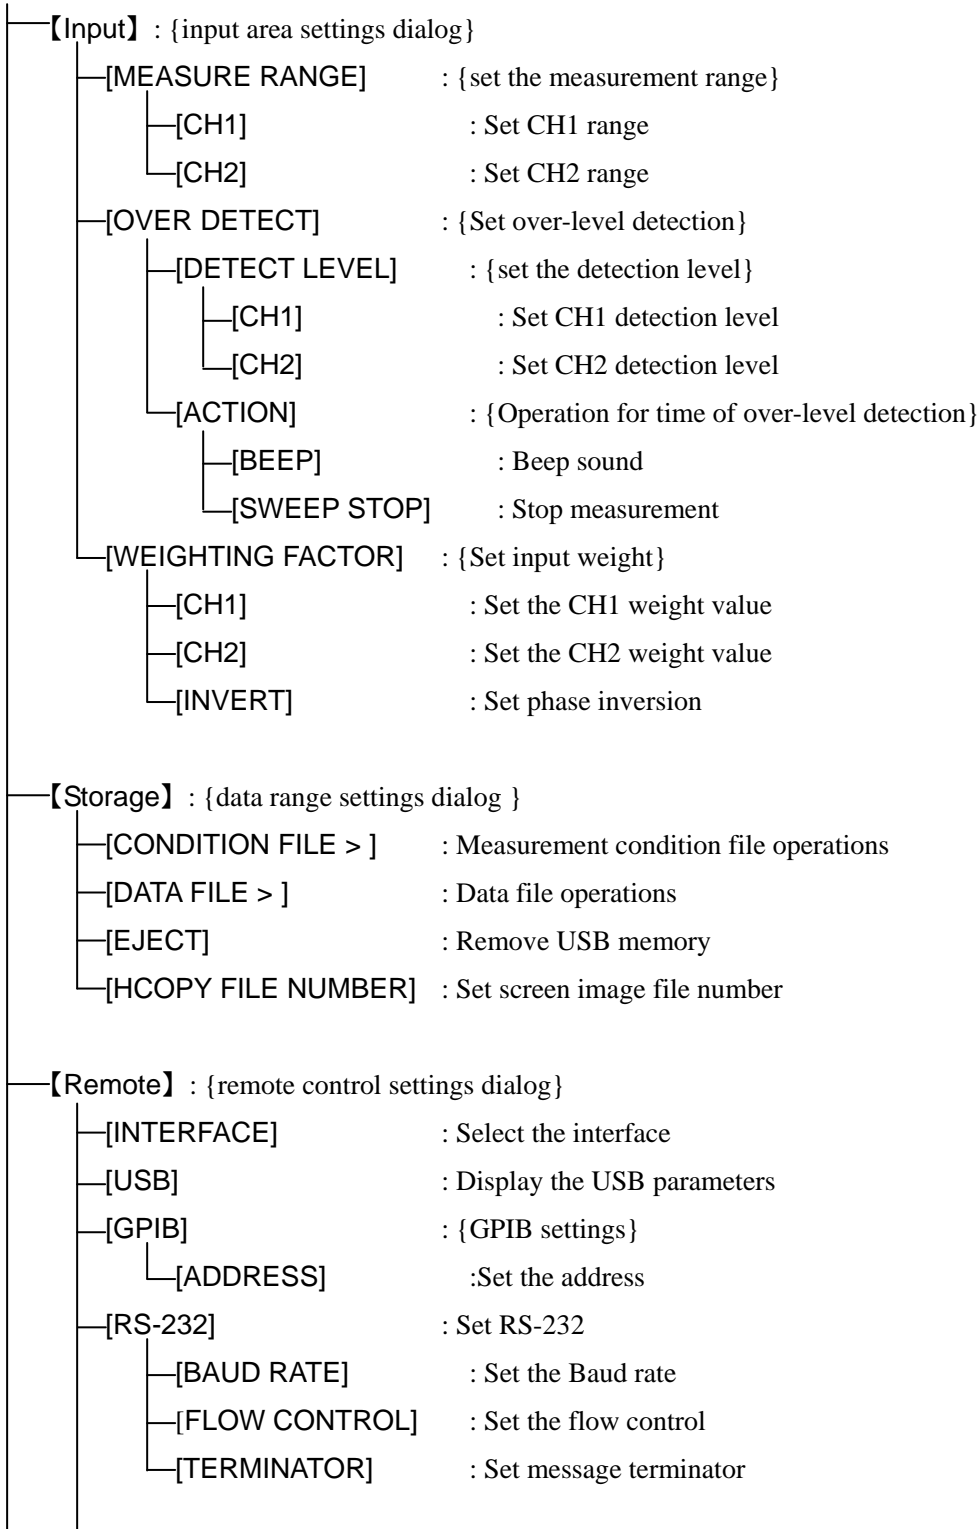 【Input】 : {input area settings dialog}
[MEASURE RANGE] : {set the measurement range}
[CH1] : Set CH1 range
[CH2] : Set CH2 range
[OVER DETECT] : {Set over-level detection}
[DETECT LEVEL] : {set the detection level}
[CH1] : Set CH1 detection level
[CH2] : Set CH2 detection level
[ACTION] : {Operation for time of over-level detection}
[BEEP] : Beep sound
[SWEEP STOP] : Stop measurement
[WEIGHTING FACTOR] : {Set input weight}
[CH1] : Set the CH1 weight value
[CH2] : Set the CH2 weight value
[INVERT] : Set phase inversion
【Storage】 : {data range settings dialog }
[CONDITION FILE > ] : Measurement condition file operations
[DATA FILE > ] : Data file operations
[EJECT] : Remove USB memory
[HCOPY FILE NUMBER] : Set screen image file number
【Remote】 : {remote control settings dialog}
[INTERFACE] : Select the interface
[USB] : Display the USB parameters
[GPIB] : {GPIB settings}
[ADDRESS] :Set the address
[RS-232] : Set RS-232
[BAUD RATE] : Set the Baud rate
[FLOW CONTROL] : Set the flow control
[TERMINATOR] : Set message terminator